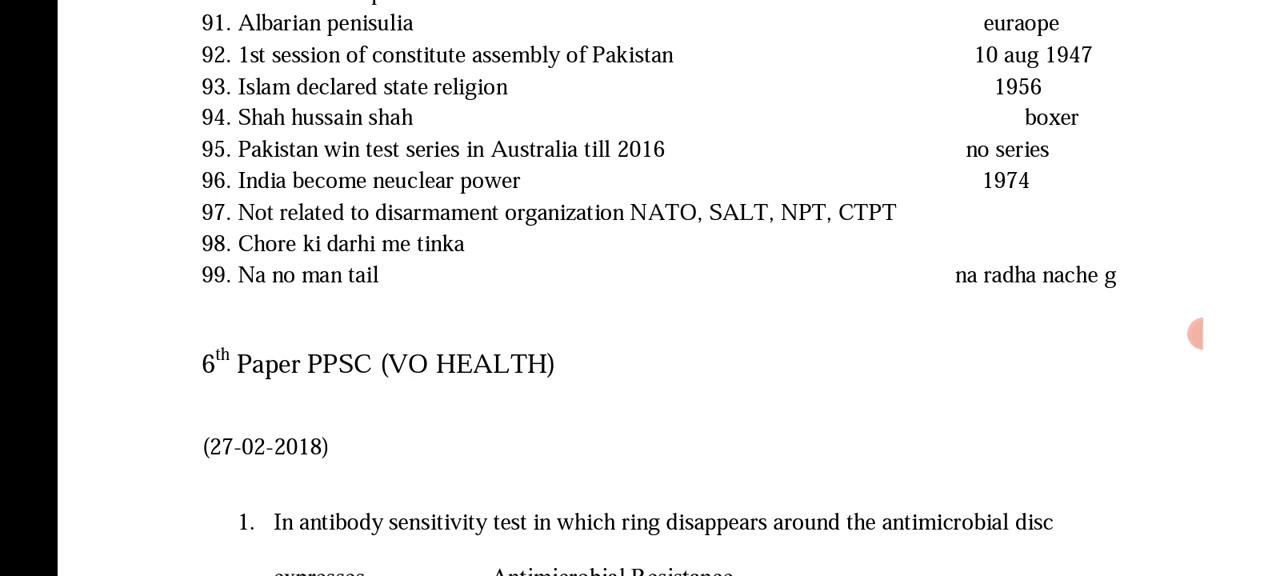 91. Albarian penisulia euraope
92. 1st session of constitute assembly of Pakistan 10 aug 1947
93. Islam declared state religion 1956
94. Shah hussain shah boxer
95. Pakistan win test series in Australia till 2016 no series
96. India become neuclear power 1974
97. Not related to disarmament organization NATO, SALT, NPT, CTPT
98. Chore ki darhi me tinka
99. Na no man tail na radha nache g
6th Paper PPSC (VO HEALTH)
(27-02-2018)
1. In antibody sensitivity test in which ring disappears around the antimicrobial disc
expresses Antimicrobial Resistance